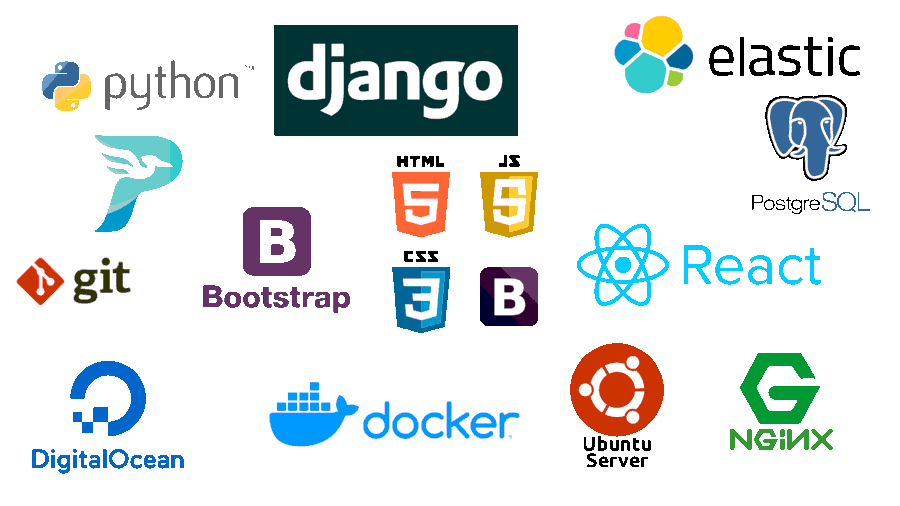 python™
django
elastic
PostgreSQL
HTML
5
JS
5
git
B
Bootstrap
CSS
3
B
React
DigitalOcean
docker
Ubuntu
Server
G
NGiNX